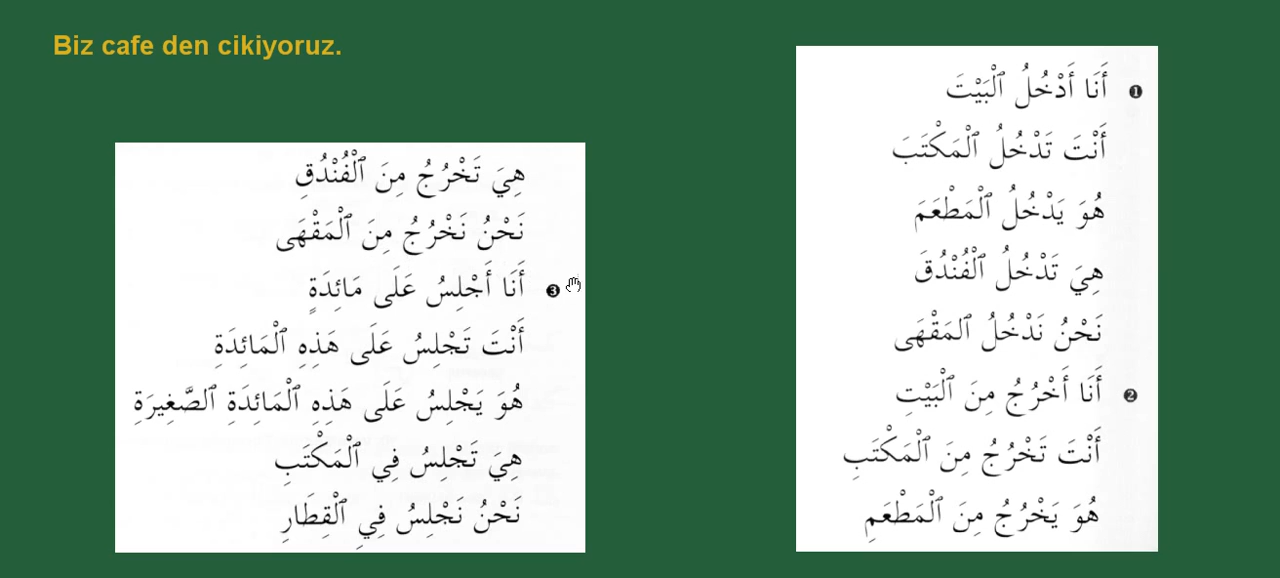 Biz cafe den cikiyoruz.
❶ أَنَا أَدْخُلُ ٱلْبَيْتَ
أَنْتَ تَدْخُلُ ٱلْمَكْتَبَ
هُوَ يَدْخُلُ ٱلْمَطْعَمَ
هِيَ تَدْخُلُ ٱلْفُنْدُقَ
نَحْنُ نَدْخُلُ ٱلمَقْهَى
❷ أَنَا أَخْرُجُ مِنَ ٱلْبَيْتِ
أَنْتَ تَخْرُجُ مِنَ ٱلْمَكْتَبِ
هُوَ يَخْرُجُ مِنَ ٱلْمَطْعَمِ
هِيَ تَخْرُجُ مِنَ ٱلْفُنْدُقِ
نَحْنُ نَخْرُجُ مِنَ ٱلْمَقْهَى
❸ أَنَا أَجْلِسُ عَلَى مَائِدَةٍ
أَنْتَ تَجْلِسُ عَلَى هَذِهِ ٱلْمَائِدَةِ
هُوَ يَجْلِسُ عَلَى هَذِهِ ٱلْمَائِدَةِ ٱلصَّغِيرَةِ
هِيَ تَجْلِسُ فِي ٱلْمَكْتَبِ
نَحْنُ نَجْلِسُ فِي ٱلْقِطَارِ